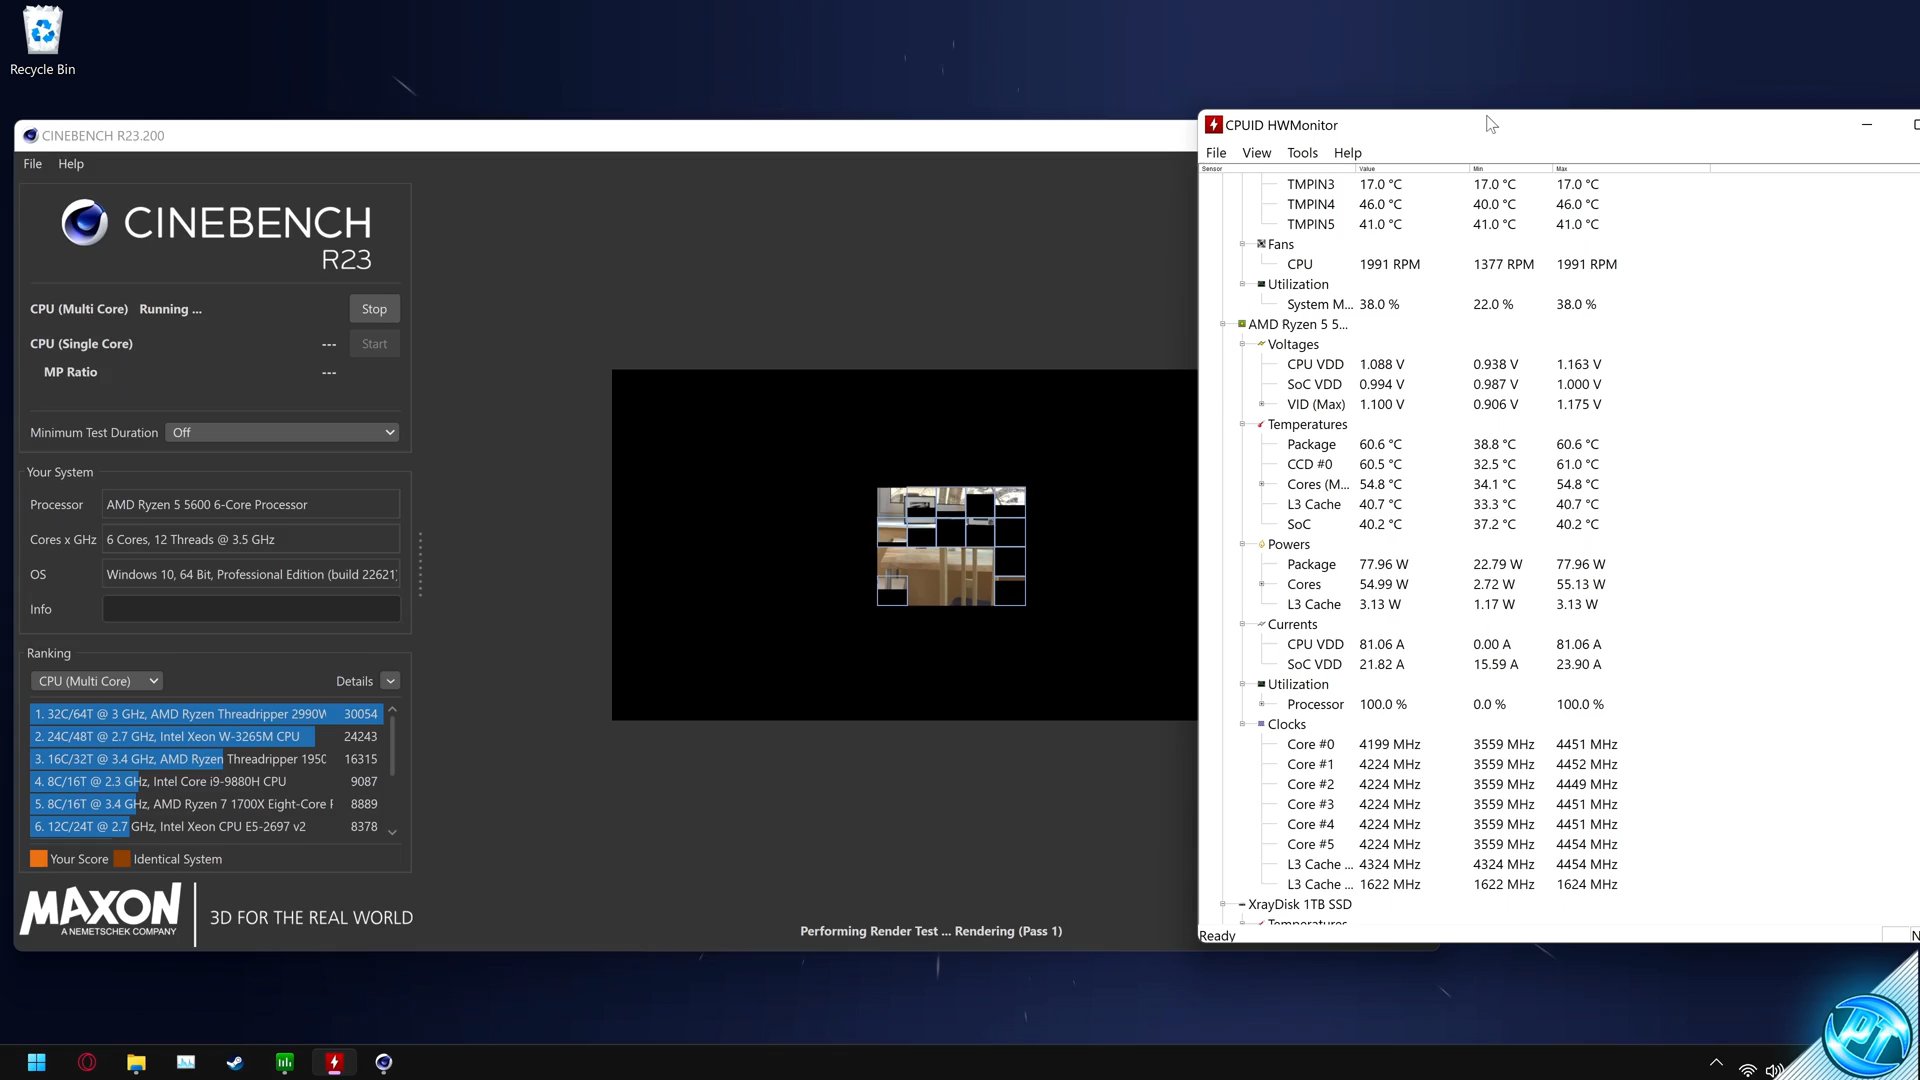 Recycle Bin
CINEBENCH R23.200
File Help
CINEBENCH
R23
CPU (Multi Core) Running ... Stop
CPU (Single Core) --- Start
MP Ratio ---
Minimum Test Duration Off
Your System
Processor AMD Ryzen 5 5600 6-Core Processor
Cores x GHz 6 Cores, 12 Threads @ 3.5 GHz
OS Windows 10, 64 Bit, Professional Edition (build 22621)
Info
Ranking
CPU (Multi Core) Details
1. 32C/64T @ 3 GHz, AMD Ryzen Threadripper 2990W 30054
2. 24C/48T @ 2.7 GHz, Intel Xeon W-3265M CPU 24243
3. 16C/32T @ 3.4 GHz, AMD Ryzen Threadripper 1950 16315
4. 8C/16T @ 2.3 GHz, Intel Core i9-9880H CPU 9087
5. 8C/16T @ 3.4 GHz, AMD Ryzen 7 1700X Eight-Core 8889
6. 12C/24T @ 2.7 GHz, Intel Xeon CPU E5-2697 v2 8378
Your Score Identical System
MAXON
A NEMETSCHEK COMPANY
3D FOR THE REAL WORLD
Performing Render Test ... Rendering (Pass 1)
CPUID HWMonitor
File View Tools Help
Sensor Value Min Max
TMPIN3 17.0 °C 17.0 °C 17.0 °C
TMPIN4 46.0 °C 40.0 °C 46.0 °C
TMPIN5 41.0 °C 41.0 °C 41.0 °C
Fans
CPU 1991 RPM 1377 RPM 1991 RPM
Utilization
System M... 38.0 % 22.0 % 38.0 %
AMD Ryzen 5 5...
Voltages
CPU VDD 1.088 V 0.938 V 1.163 V
SoC VDD 0.994 V 0.987 V 1.000 V
VID (Max) 1.100 V 0.906 V 1.175 V
Temperatures
Package 60.6 °C 38.8 °C 60.6 °C
CCD #0 60.5 °C 32.5 °C 61.0 °C
Cores (M... 54.8 °C 34.1 °C 54.8 °C
L3 Cache 40.7 °C 33.3 °C 40.7 °C
SoC 40.2 °C 37.2 °C 40.2 °C
Powers
Package 77.96 W 22.79 W 77.96 W
Cores 54.99 W 2.72 W 55.13 W
L3 Cache 3.13 W 1.17 W 3.13 W
Currents
CPU VDD 81.06 A 0.00 A 81.06 A
SoC VDD 21.82 A 15.59 A 23.90 A
Utilization
Processor 100.0 % 0.0 % 100.0 %
Clocks
Core #0 4199 MHz 3559 MHz 4451 MHz
Core #1 4224 MHz 3559 MHz 4452 MHz
Core #2 4224 MHz 3559 MHz 4449 MHz
Core #3 4224 MHz 3559 MHz 4451 MHz
Core #4 4224 MHz 3559 MHz 4451 MHz
Core #5 4224 MHz 3559 MHz 4454 MHz
L3 Cache ... 4324 MHz 4324 MHz 4454 MHz
L3 Cache ... 1622 MHz 1622 MHz 1624 MHz
XrayDisk 1TB SSD
Temperatures
Ready
PT